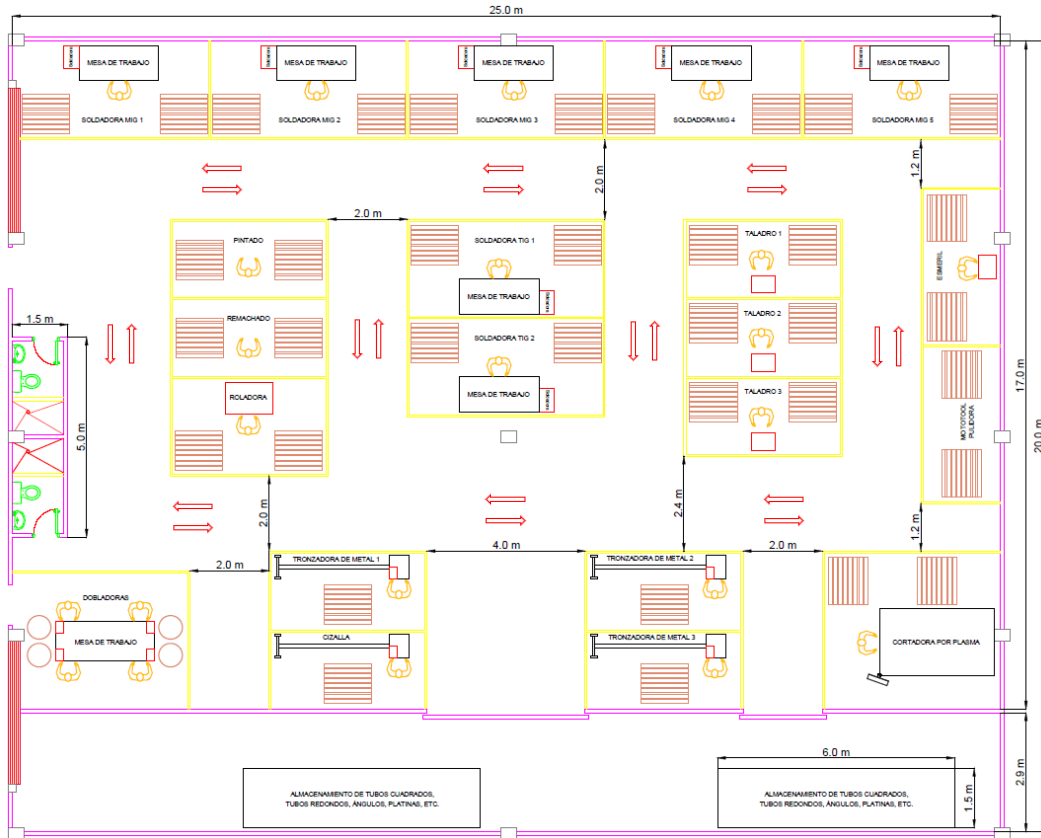 25.0 m
MESA DE TRABAJO
MESA DE TRABAJO
MESA DE TRABAJO
MESA DE TRABAJO
MESA DE TRABAJO
SOLDADORA MIG 1
SOLDADORA MIG 2
SOLDADORA MIG 3
SOLDADORA MIG 4
SOLDADORA MIG 5
2.0 m
1.2 m
2.0 m
PINTADO
SOLDADORA TIG 1
TALADRO 1
ESMERIL
MESA DE TRABAJO
REMACHADO
TALADRO 2
1.5 m
SOLDADORA TIG 2
17.0 m
ROLADORA
MESA DE TRABAJO
TALADRO 3
MOTOTOOL
PULIDORA
5.0 m
20.0 m
2.0 m
2.4 m
1.2 m
4.0 m
2.0 m
2.0 m
TRONZADORA DE METAL 1
TRONZADORA DE METAL 2
DOBLADORAS
MESA DE TRABAJO
CIZALLA
TRONZADORA DE METAL 3
CORTADORA POR PLASMA
6.0 m
2.9 m
1.5 m
ALMACENAMIENTO DE TUBOS CUADRADOS,
TUBOS REDONDOS, ÁNGULOS, PLATINAS, ETC.
ALMACENAMIENTO DE TUBOS CUADRADOS,
TUBOS REDONDOS, ÁNGULOS, PLATINAS, ETC.